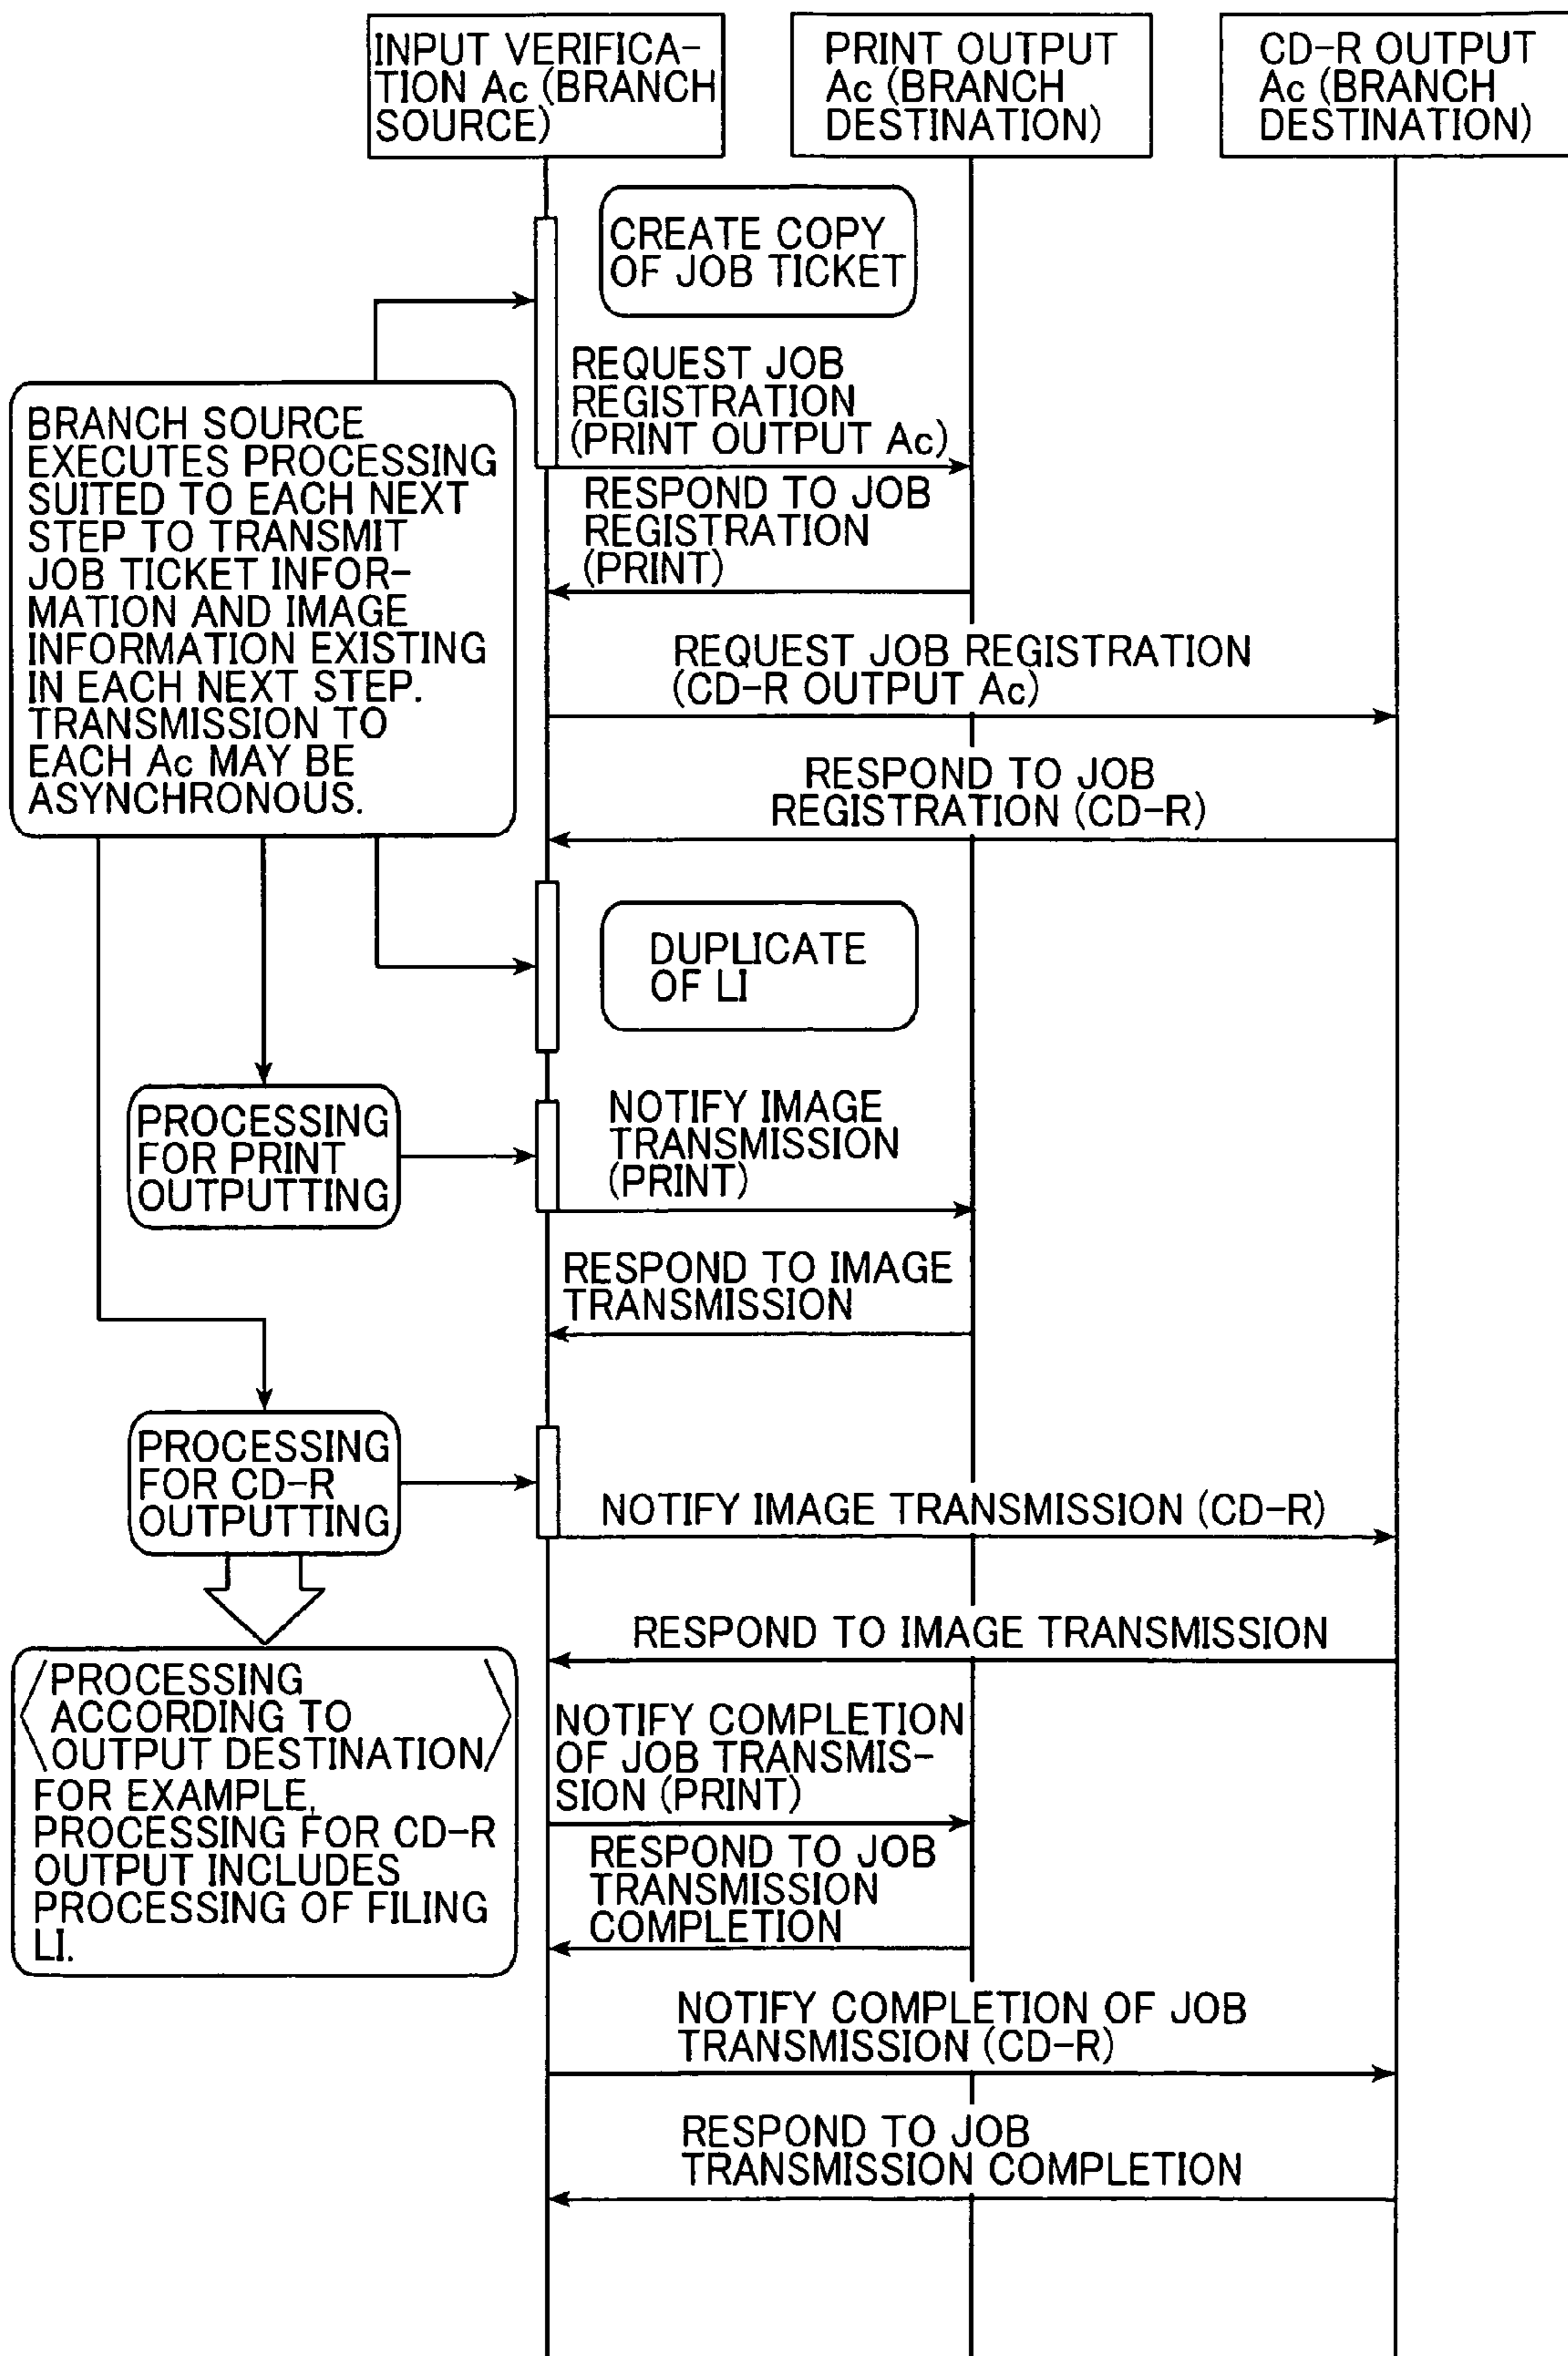 INPUT VERIFICA-
TION Ac (BRANCH
SOURCE)
PRINT OUTPUT
Ac (BRANCH
DESTINATION)
CD-R OUTPUT
Ac (BRANCH
DESTINATION)
CREATE COPY
OF JOB TICKET
REQUEST JOB
REGISTRATION
(PRINT OUTPUT Ac)
BRANCH SOURCE
EXECUTES PROCESSING
SUITED TO EACH NEXT
STEP TO TRANSMIT
JOB TICKET INFOR-
MATION AND IMAGE
INFORMATION EXISTING
IN EACH NEXT STEP.
TRANSMISSION TO
EACH Ac MAY BE
ASYNCHRONOUS.
RESPOND TO JOB
REGISTRATION
(PRINT)
REQUEST JOB REGISTRATION
(CD-R OUTPUT Ac)
RESPOND TO JOB
REGISTRATION (CD-R)
DUPLICATE
OF LI
PROCESSING
FOR PRINT
OUTPUTTING
NOTIFY IMAGE
TRANSMISSION
(PRINT)
RESPOND TO IMAGE
TRANSMISSION
PROCESSING
FOR CD-R
OUTPUTTING
NOTIFY IMAGE TRANSMISSION (CD-R)
RESPOND TO IMAGE TRANSMISSION
PROCESSING
ACCORDING TO
OUTPUT DESTINATION
FOR EXAMPLE,
PROCESSING FOR CD-R
OUTPUT INCLUDES
PROCESSING OF FILING
LI.
NOTIFY COMPLETION
OF JOB TRANSMIS-
SION (PRINT)
RESPOND TO JOB
TRANSMISSION
COMPLETION
NOTIFY COMPLETION OF JOB
TRANSMISSION (CD-R)
RESPOND TO JOB
TRANSMISSION COMPLETION